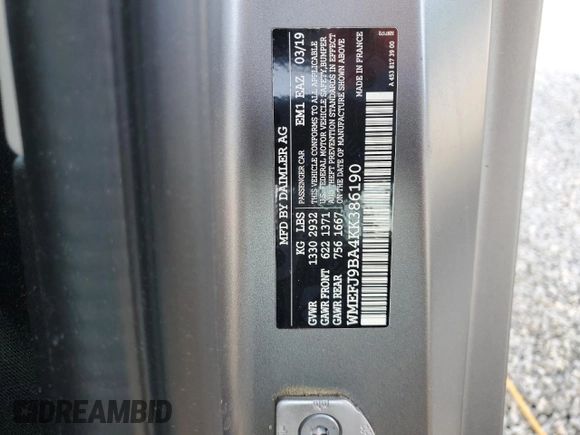 MFD BY DAIMLER AG
KG LBS
GVWR 1330 2932
GAWR FRONT 622 1371
GAWR REAR 756 1667
PASSENGER CAR EM1 EAZ 03/19
THIS VEHICLE CONFORMS TO ALL APPLICABLE
U.S. FEDERAL MOTOR VEHICLE SAFETY, BUMPER
AND THEFT PREVENTION STANDARDS IN EFFECT
ON THE DATE OF MANUFACTURE SHOWN ABOVE
WMEFJ9BA4KK386190
MADE IN FRANCE
A 453 817 39 00
DREAMBID